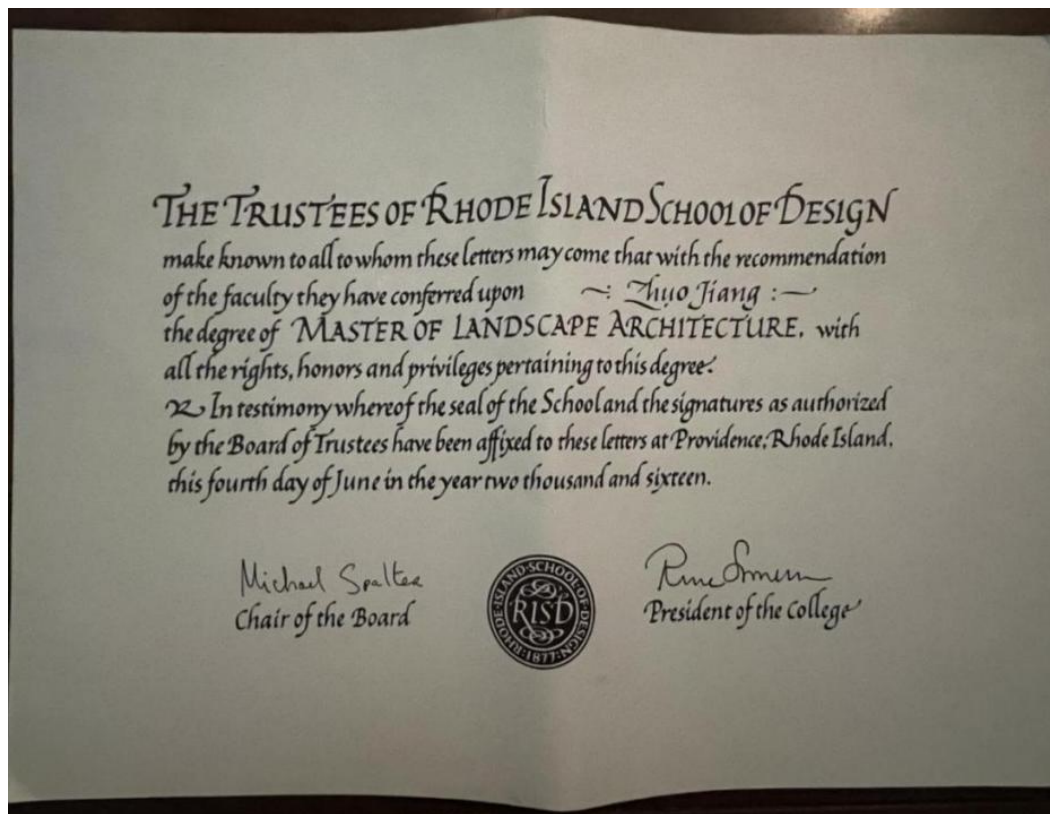 THE TRUSTEES OF RHODE ISLAND SCHOOL OF DESIGN
make known to all to whom these letters may come that with the recommendation
of the faculty they have conferred upon ~: Zhuo Jiang :~
the degree of MASTER OF LANDSCAPE ARCHITECTURE, with
all the rights, honors and privileges pertaining to this degree.
In testimony whereof the seal of the School and the signatures as authorized
by the Board of Trustees have been affixed to these letters at Providence, Rhode Island,
this fourth day of June in the year two thousand and sixteen.
Michael Spalter
Chair of the Board
RHODE·ISLAND·SCHOOL·OF·DESIGN
RISD
1877
President of the College